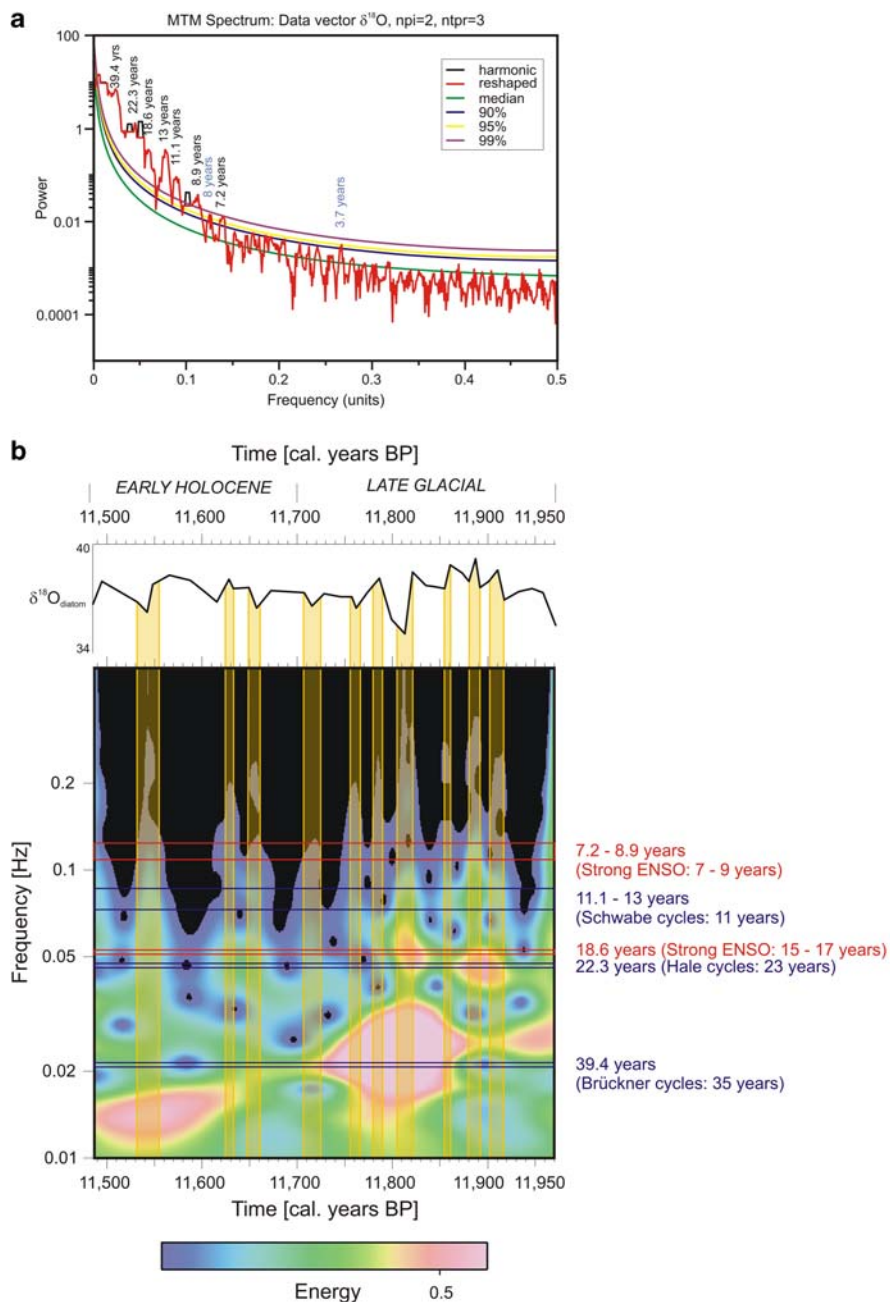 a
MTM Spectrum: Data vector δ18O, npi=2, ntpr=3
100
1
0.01
0.0001
Power
39.4 yrs
22.3 years
18.6 years
13 years
11.1 years
8.9 years
8 years
7.2 years
3.7 years
harmonic
reshaped
median
90%
95%
99%
0 0.1 0.2 0.3 0.4 0.5
Frequency (units)
b
Time [cal. years BP]
EARLY HOLOCENE LATE GLACIAL
11,500 11,600 11,700 11,800 11,900 11,950
40
δ18Odiatom
34
0.2
0.1
0.05
0.02
0.01
Frequency [Hz]
7.2 - 8.9 years
(Strong ENSO: 7 - 9 years)
11.1 - 13 years
(Schwabe cycles: 11 years)
18.6 years (Strong ENSO: 15 - 17 years)
22.3 years (Hale cycles: 23 years)
39.4 years
(Brückner cycles: 35 years)
11,500 11,600 11,700 11,800 11,900 11,950
Time [cal. years BP]
Energy 0.5